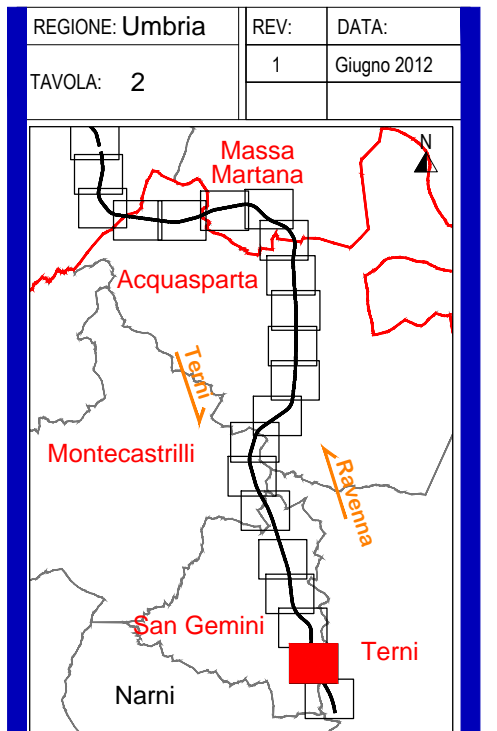 REGIONE: Umbria
REV:
DATA:
TAVOLA: 2
1
Giugno 2012
N
Massa
Martana
Acquasparta
Terni
Montecastrilli
Ravenna
San Gemini
Terni
Narni